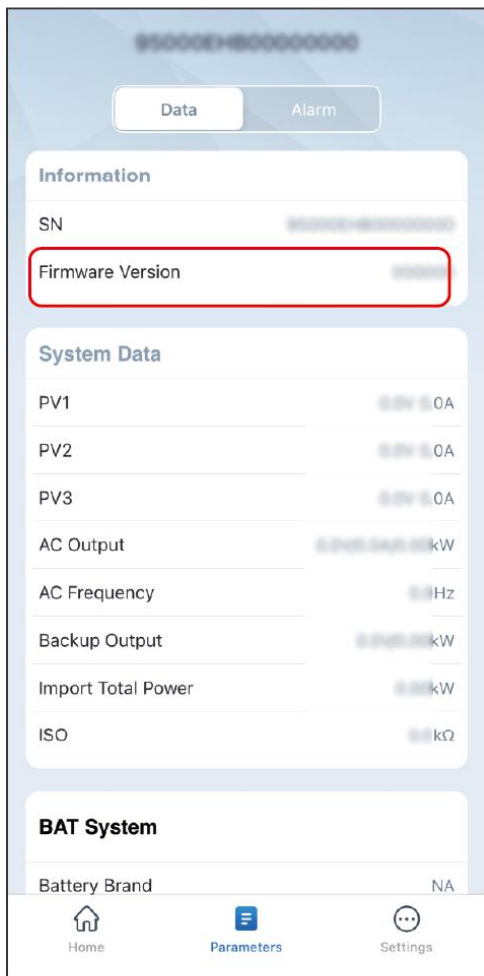 Data Alarm
Information
SN
Firmware Version
System Data
PV1 0A
PV2 0A
PV3 0A
AC Output kW
AC Frequency Hz
Backup Output kW
Import Total Power kW
ISO kΩ
BAT System
Battery Brand NA
Home Parameters Settings